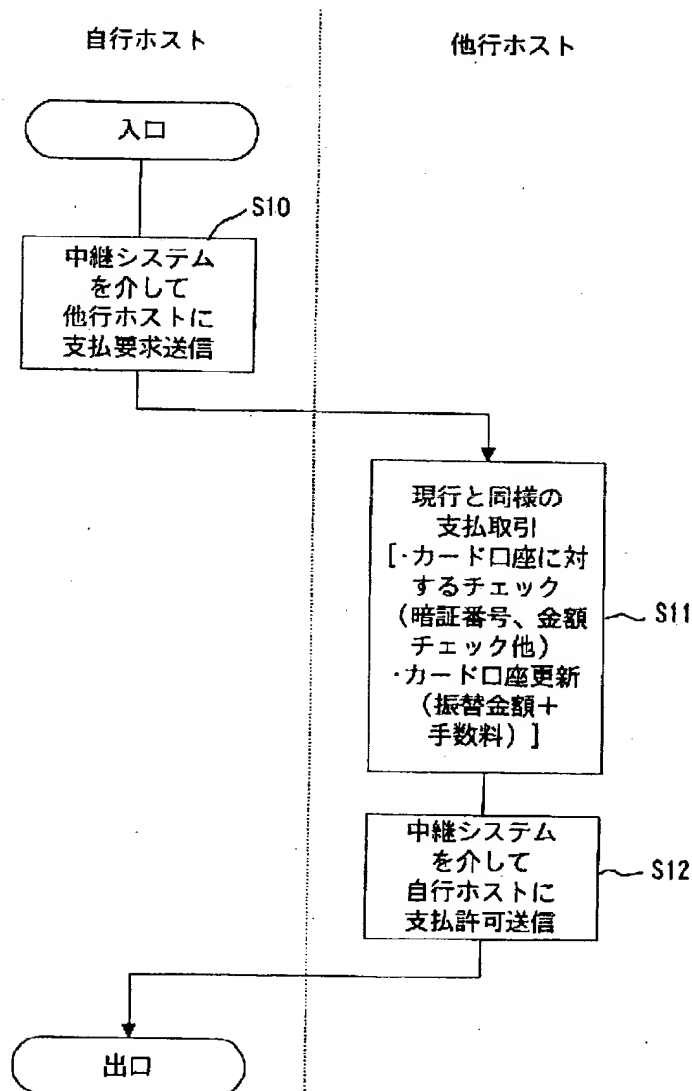 自行ホスト
他行ホスト
入口
S10
中継システム
を介して
他行ホストに
支払要求送信
現行と同様の
支払取引
[・カード口座に対
するチェック
(暗証番号、金額
チェック他)
・カード口座更新
(振替金額+
手数料)]
S11
中継システム
を介して
自行ホストに
支払許可送信
S12
出口